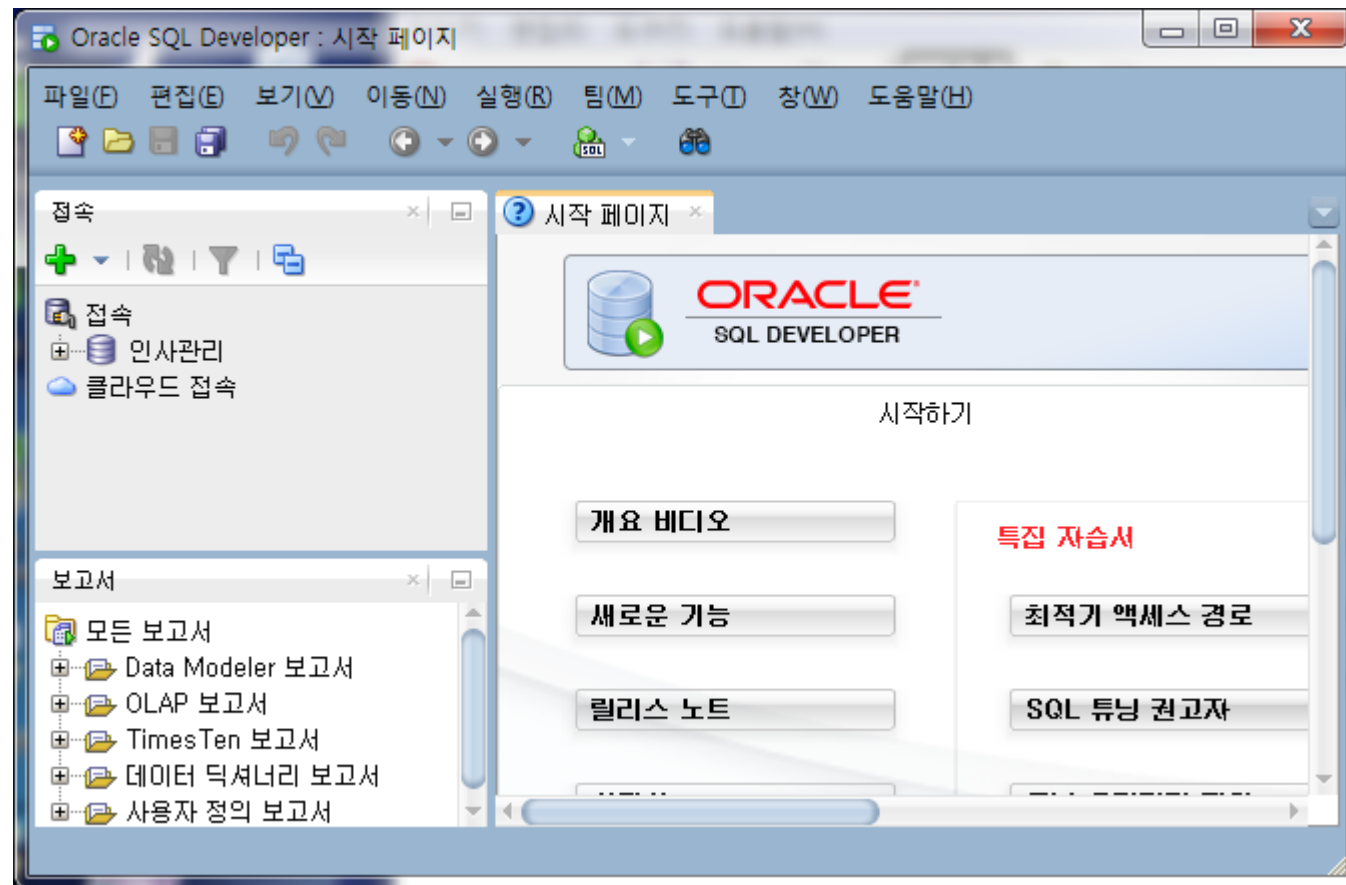 Oracle SQL Developer : 시작 페이지
파일(F) 편집(E) 보기(V) 이동(N) 실행(R) 팀(M) 도구(T) 창(W) 도움말(H)
SQL
접속
접속
인사관리
클라우드 접속
보고서
모든 보고서
Data Modeler 보고서
OLAP 보고서
TimesTen 보고서
데이터 딕셔너리 보고서
사용자 정의 보고서
시작 페이지
ORACLE
SQL DEVELOPER
시작하기
개요 비디오
새로운 기능
릴리스 노트
특집 자습서
최적기 액세스 경로
SQL 튜닝 권고자